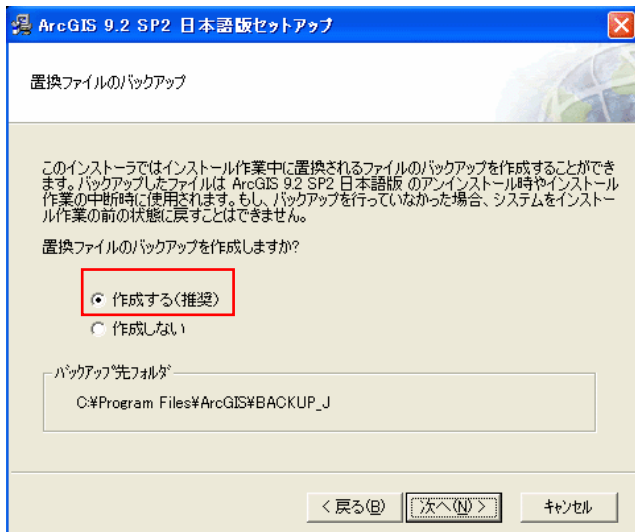 ArcGIS 9.2 SP2 日本語版セットアップ
置換ファイルのバックアップ
このインストーラではインストール作業中に置換されるファイルのバックアップを作成することができ
ます。バックアップしたファイルは ArcGIS 9.2 SP2 日本語版 のアンインストール時やインストール
作業の中断時に使用されます。もし、バックアップを行っていなかった場合、システムをインストー
ル作業の前の状態に戻すことはできません。
置換ファイルのバックアップを作成しますか?
作成する(推奨)
作成しない
バックアップ先フォルダ
C:¥Program Files¥ArcGIS¥BACKUP_J
< 戻る(B)
次へ(N) >
キャンセル